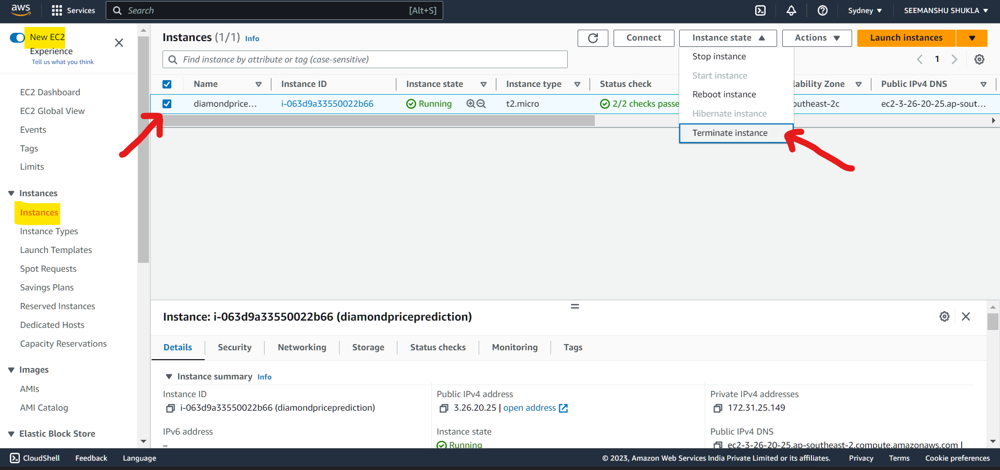 aws Services Search [Alt+S] Sydney SEEMANSHU SHUKLA
New EC2
Experience
Tell us what you think
EC2 Dashboard
EC2 Global View
Events
Tags
Limits
Instances
Instances
Instance Types
Launch Templates
Spot Requests
Savings Plans
Reserved Instances
Dedicated Hosts
Capacity Reservations
Images
AMIs
AMI Catalog
Elastic Block Store
Instances (1/1) Info Connect Instance state Actions Launch instances
Find instance by attribute or tag (case-sensitive) 1
Stop instance
Start instance
Reboot instance
Hibernate instance
Terminate instance
Name Instance ID Instance state Instance type Status check lability Zone Public IPv4 DNS
diamondprice... i-063d9a33550022b66 Running t2.micro 2/2 checks passe outheast-2c ec2-3-26-20-25.ap-sout...
Instance: i-063d9a33550022b66 (diamondpriceprediction)
Details Security Networking Storage Status checks Monitoring Tags
Instance summary Info
Instance ID
i-063d9a33550022b66 (diamondpriceprediction)
IPv6 address
–
Public IPv4 address
3.26.20.25 | open address
Instance state
Running
Private IPv4 addresses
172.31.25.149
Public IPv4 DNS
ec2-3-26-20-25.ap-southeast-2.compute.amazonaws.com |
CloudShell Feedback Language © 2023, Amazon Web Services India Private Limited or its affiliates. Privacy Terms Cookie preferences